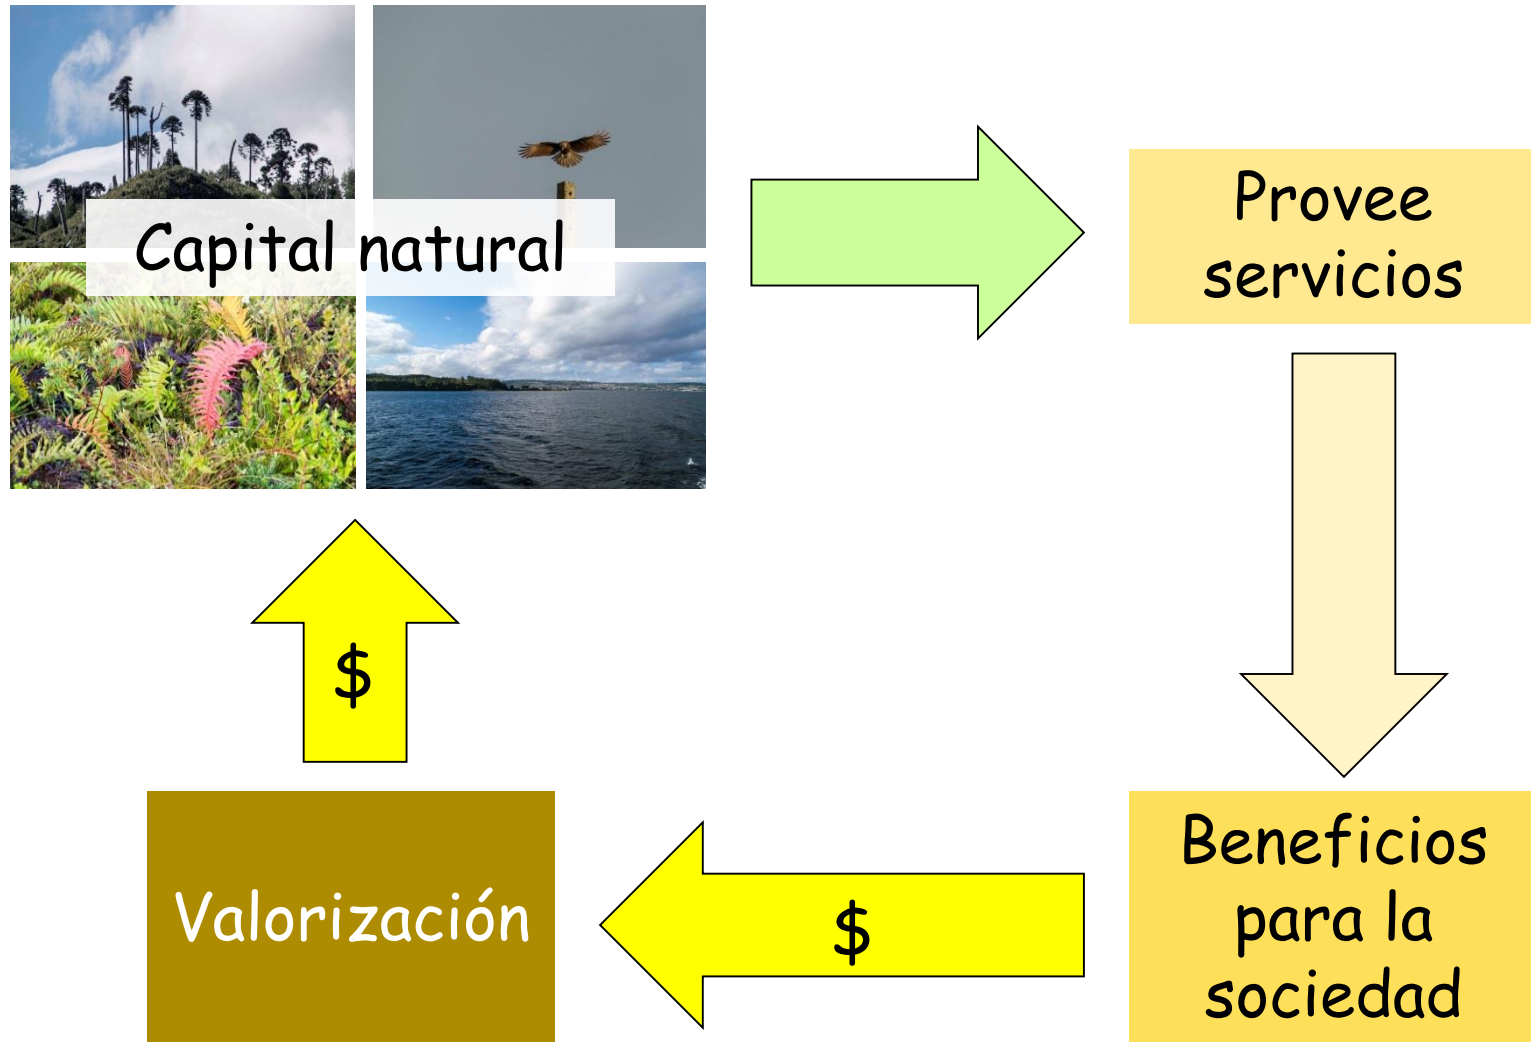 Capital natural
Provee
servicios
$
Valorización
$
Beneficios
para la
sociedad